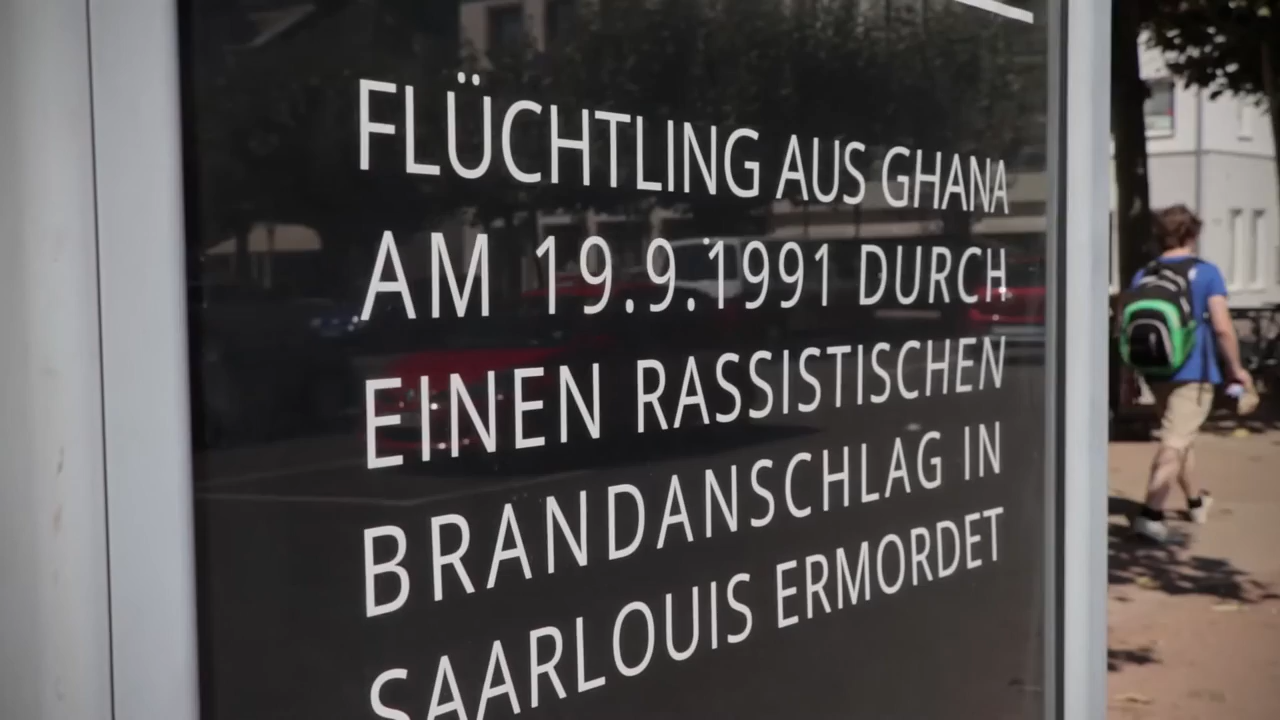 FLÜCHTLING AUS GHANA
AM 19.9.1991 DURCH
EINEN RASSISTISCHEN
BRANDANSCHLAG IN
SAARLOUIS ERMORDET